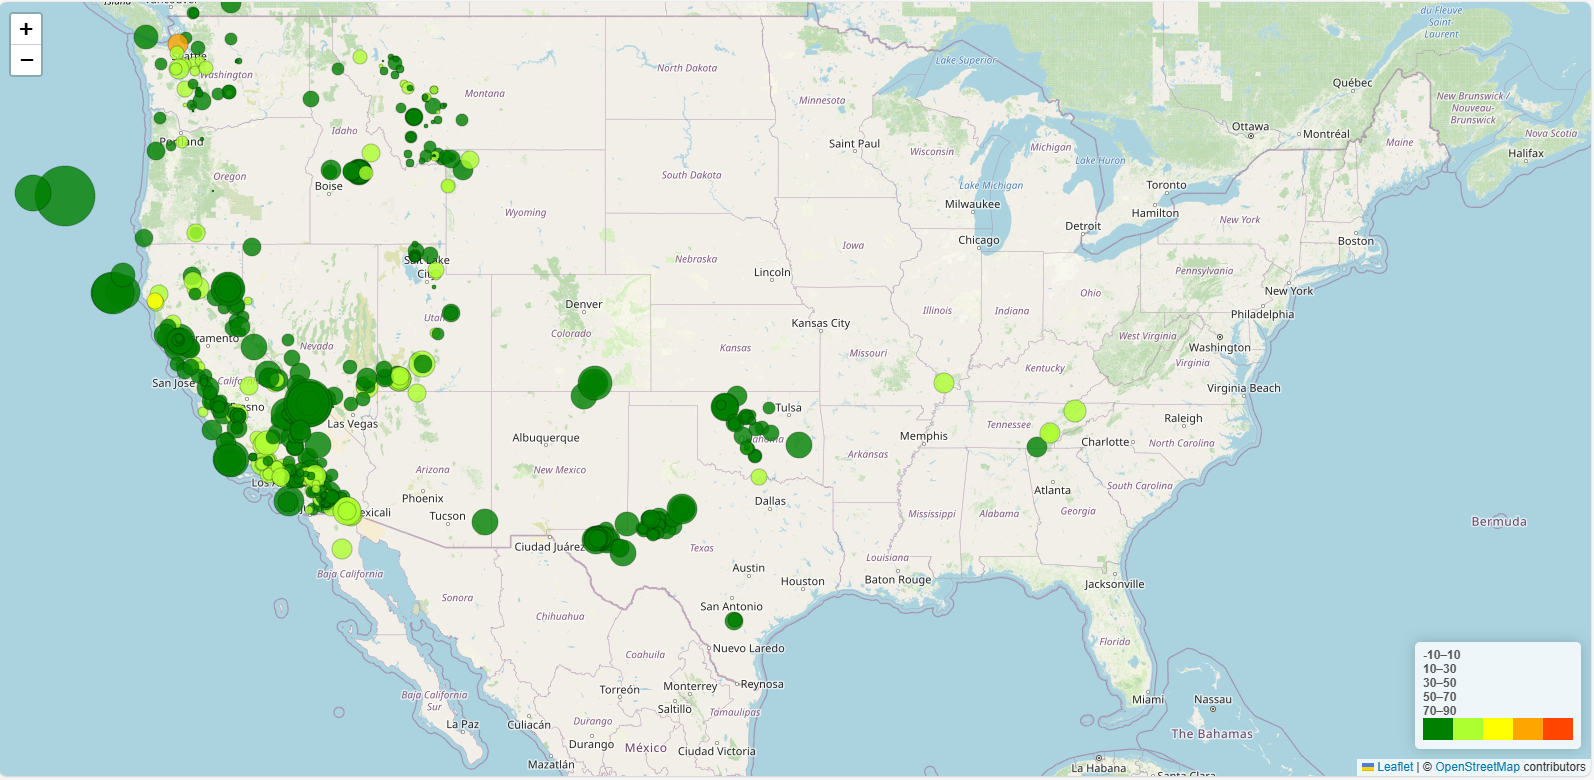 +
−
Island
Vancouver
Seattle
Washington
Portland
Oregon
Idaho
Boise
Montana
North Dakota
South Dakota
Wyoming
Nebraska
Minnesota
Saint Paul
Wisconsin
Lake Superior
Michigan
Lake Huron
Lake Michigan
Milwaukee
Chicago
Detroit
Toronto
Hamilton
Ottawa
Montréal
Québec
du Fleuve
Saint-
Laurent
New Brunswick /
Nouveau-
Brunswick
Nova Scotia
Halifax
Maine
New York
Boston
Pennsylvania
New York
Philadelphia
Washington
Virginia
West Virginia
Virginia Beach
Ohio
Indiana
Illinois
Iowa
Lincoln
Kansas City
Missouri
Kansas
Denver
Colorado
Utah
Salt Lake
City
Nevada
ramento
San José
Californi
esno
Las Vegas
Los A
Arizona
Phoenix
Tucson
exicali
Albuquerque
New Mexico
Ciudad Juárez
Tulsa
Oklahoma
Arkansas
Memphis
Tennessee
Kentucky
Raleigh
Charlotte
North Carolina
South Carolina
Atlanta
Georgia
Alabama
Mississippi
Louisiana
Dallas
Texas
Austin
Houston
San Antonio
Baton Rouge
Jacksonville
Florida
Miami
Nassau
The Bahamas
Bermuda
La Habana
Santa Clara
Baja California
Sonora
Chihuahua
Coahuila
Nuevo Laredo
Reynosa
Monterrey
Saltillo
Torreón
Tamaulipas
Ciudad Victoria
Durango
Durango
México
Culiacán
Mazatlán
La Paz
Baja California
Sur
-10–10
10–30
30–50
50–70
70–90
Leaflet | © OpenStreetMap contributors